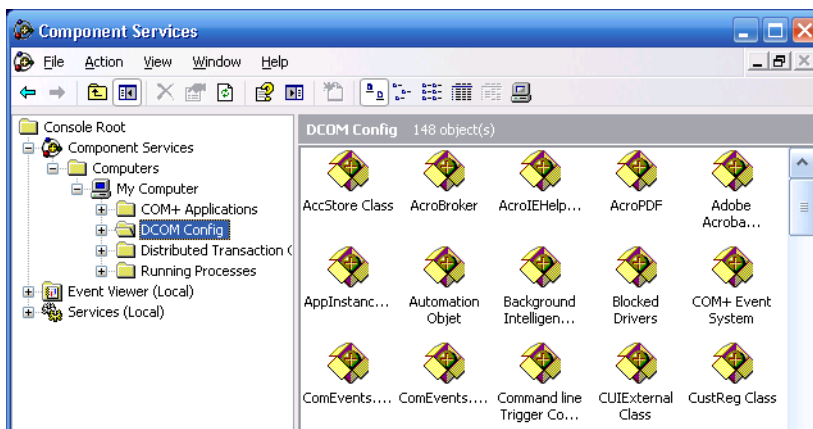 Component Services
File Action View Window Help
Console Root
Component Services
Computers
My Computer
COM+ Applications
DCOM Config
Distributed Transaction
Running Processes
Event Viewer (Local)
Services (Local)
DCOM Config 148 object(s)
AccStore Class AcroBroker AcroIEHelp... AcroPDF Adobe
Acroba...
AppInstanc... Automation Background Blocked COM+ Event
Objet Intelligen... Drivers System
ComEvents.... ComEvents.... Command line CUIExternal CustReg Class
Trigger Co... Class